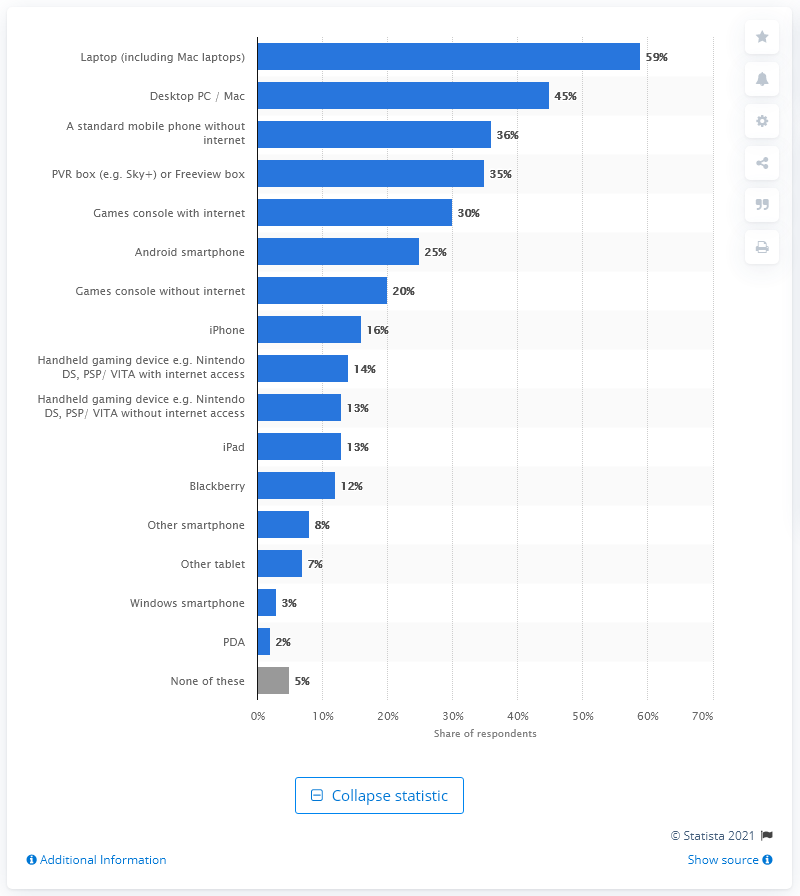 Laptop (including Mac laptops)
59%
Desktop PC / Mac
45%
A standard mobile phone without
internet
36%
PVR box (e.g. Sky+) or Freeview box
35%
Games console with internet
30%
Android smartphone
25%
Games console without internet
20%
iPhone
16%
Handheld gaming device e.g. Nintendo
DS, PSP/ VITA with internet access
14%
Handheld gaming device e.g. Nintendo
DS, PSP/ VITA without internet access
13%
iPad
13%
Blackberry
12%
Other smartphone
8%
Other tablet
7%
Windows smartphone
3%
PDA
2%
None of these
5%
0% 10% 20% 30% 40% 50% 60% 70%
Share of respondents
Collapse statistic
© Statista 2021
Additional Information
Show source